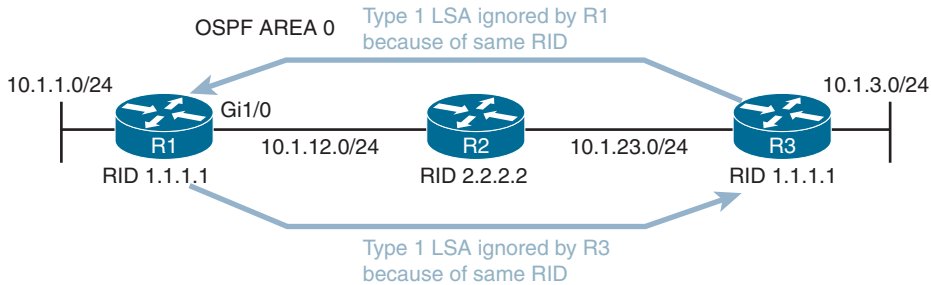 OSPF AREA 0
Type 1 LSA ignored by R1
because of same RID
10.1.1.0/24
10.1.3.0/24
Gi1/0
R1
R2
R3
10.1.12.0/24
10.1.23.0/24
RID 1.1.1.1
RID 2.2.2.2
RID 1.1.1.1
Type 1 LSA ignored by R3
because of same RID